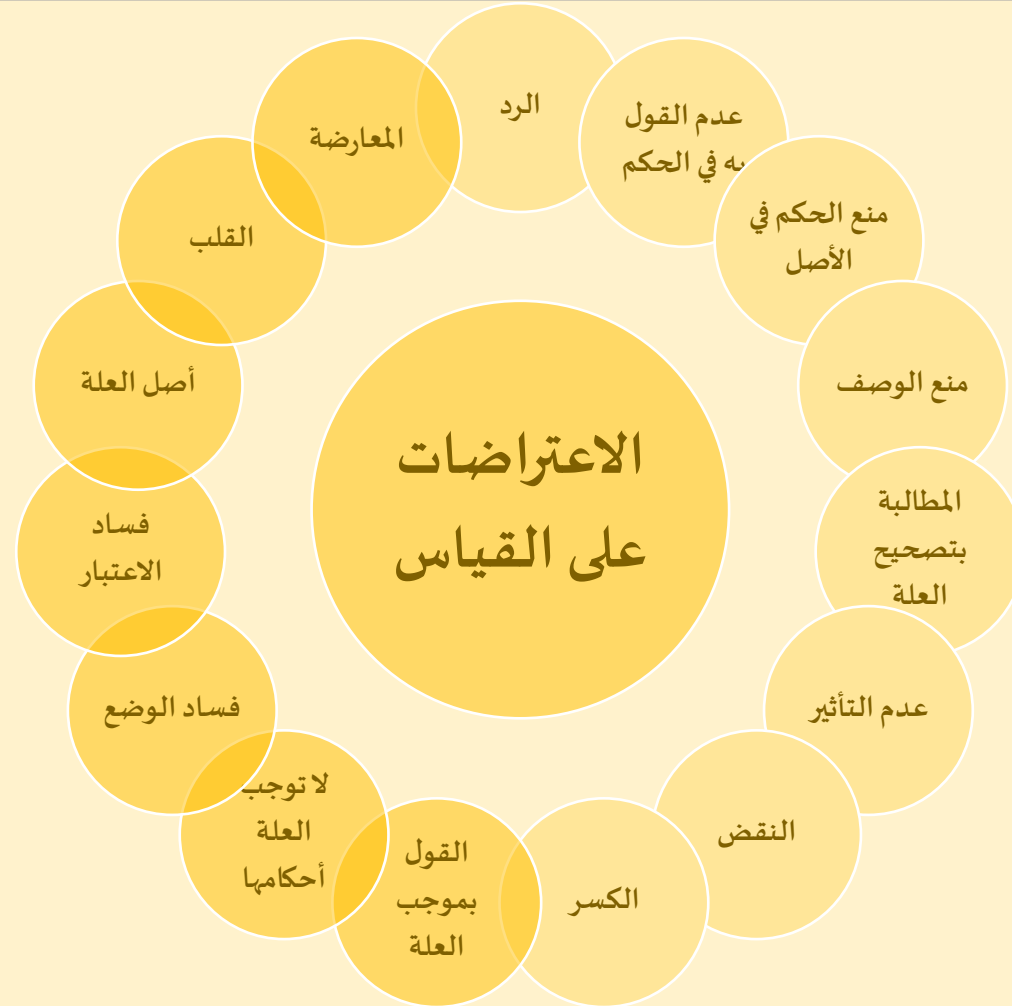 الاعتراضات
على القياس
الرد
عدم القول
به في الحكم
منع الحكم في
الأصل
منع الوصف
المطالبة
بتصحيح
العلة
عدم التأثير
النقض
الكسر
القول
بموجب
العلة
لا توجب
العلة
أحكامها
فساد الوضع
فساد
الاعتبار
أصل العلة
القلب
المعارضة